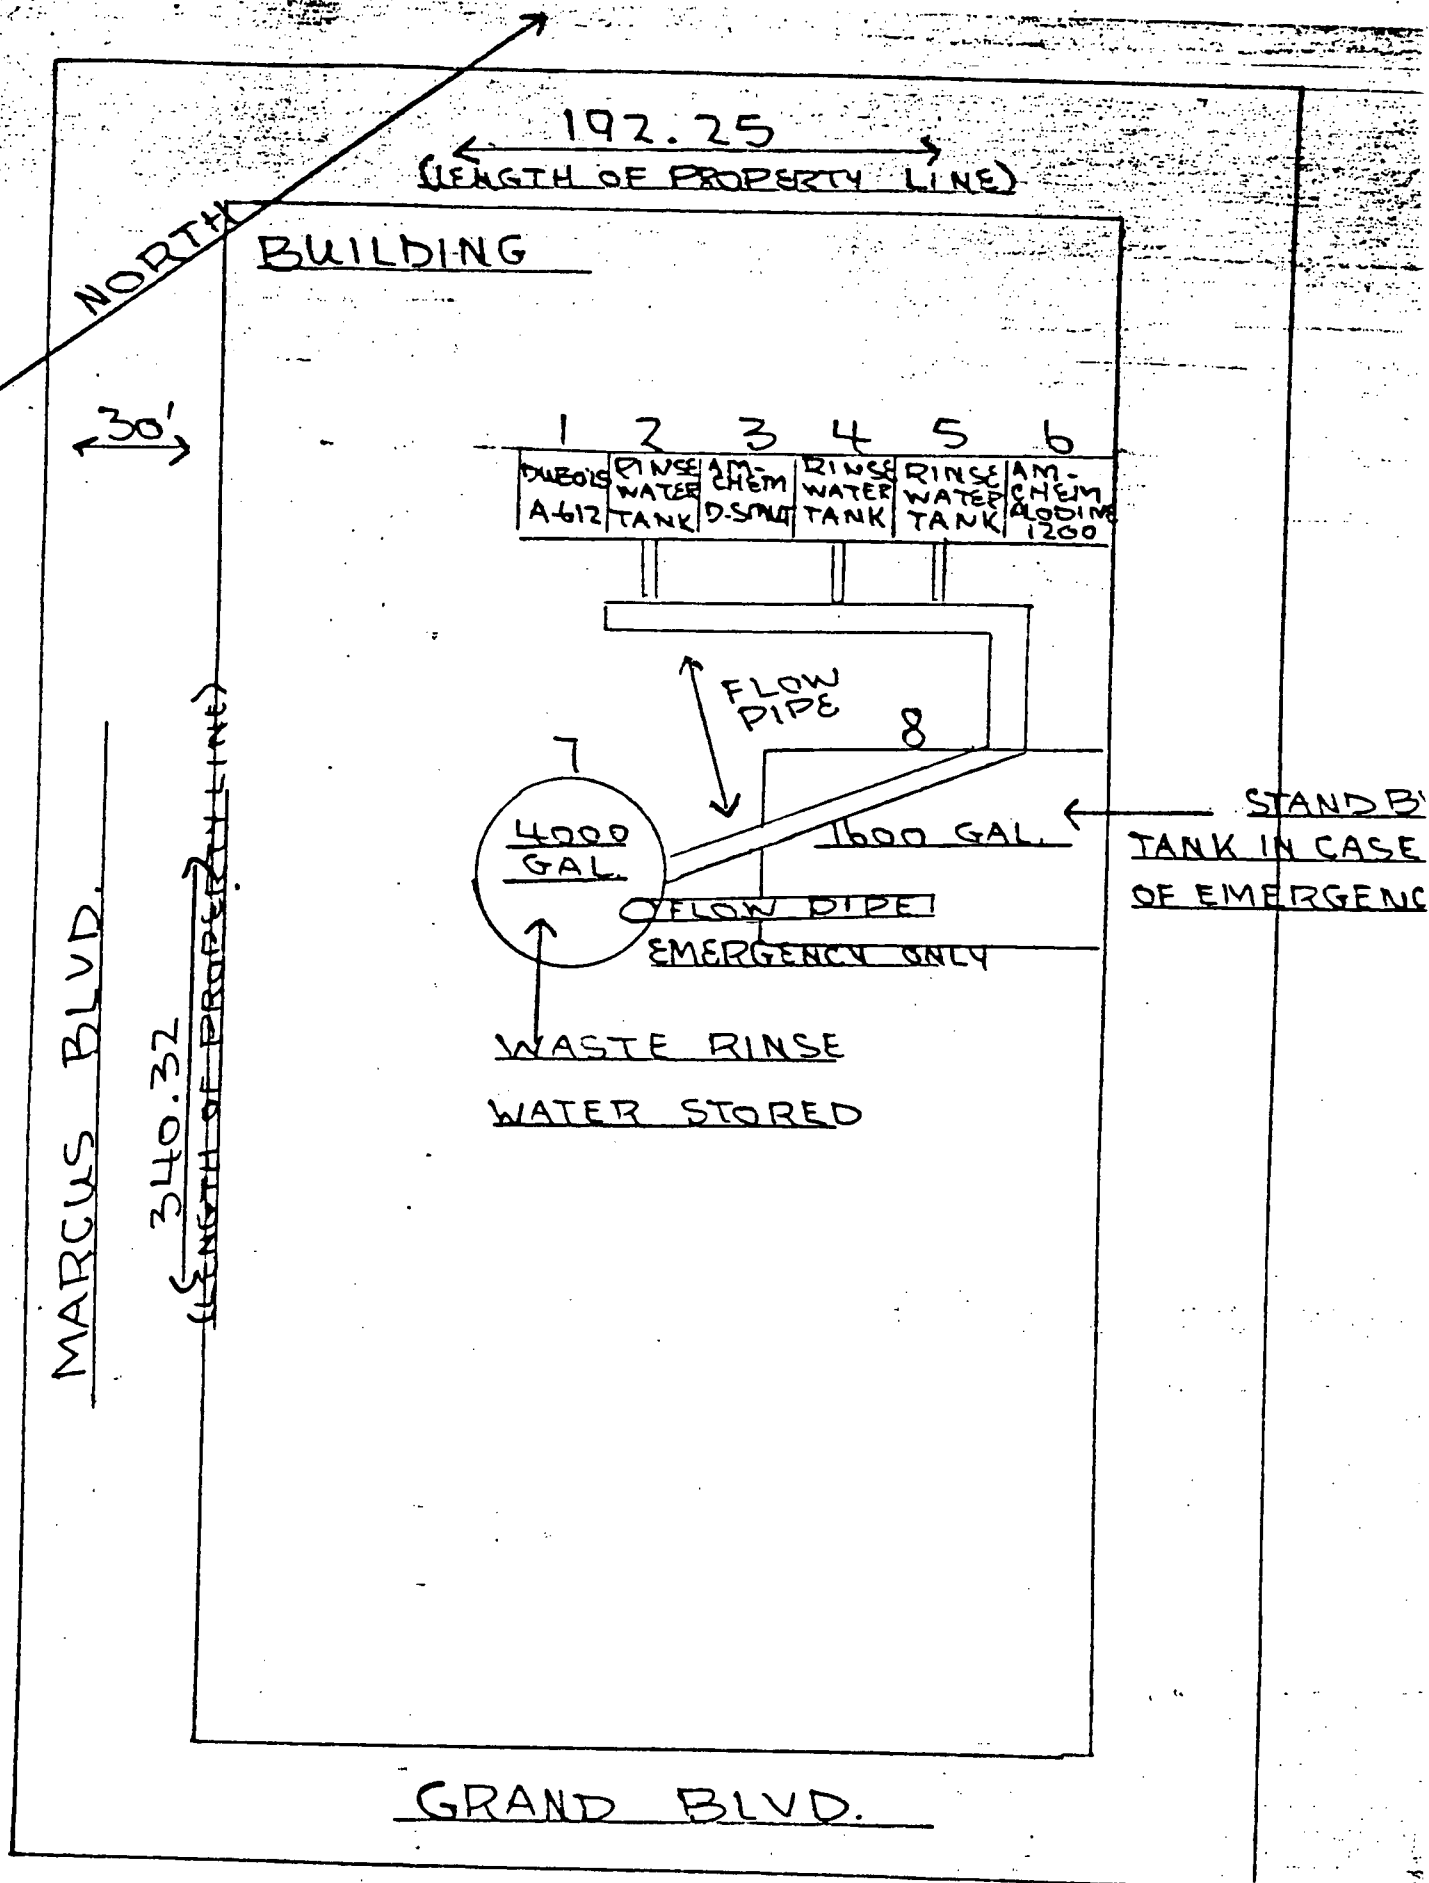 192.25
(LENGTH OF PROPERTY LINE)
NORTH
BUILDING
30'
1 2 3 4 5 6
DUBOIS
A-612
RINSE
WATER
TANK
AM-
CHEM
D-SMUT
RINSE
WATER
TANK
RINSE
WATER
TANK
AM-
CHEM
ALODINE
1200
FLOW
PIPE
7
8
4000
GAL.
1600 GAL.
STAND B
TANK IN CASE
OF EMERGENC
FLOW PIPE
EMERGENCY ONLY
WASTE RINSE
WATER STORED
MARCUS BLVD.
340.32
(LENGTH OF PROPERTY LINE)
GRAND BLVD.